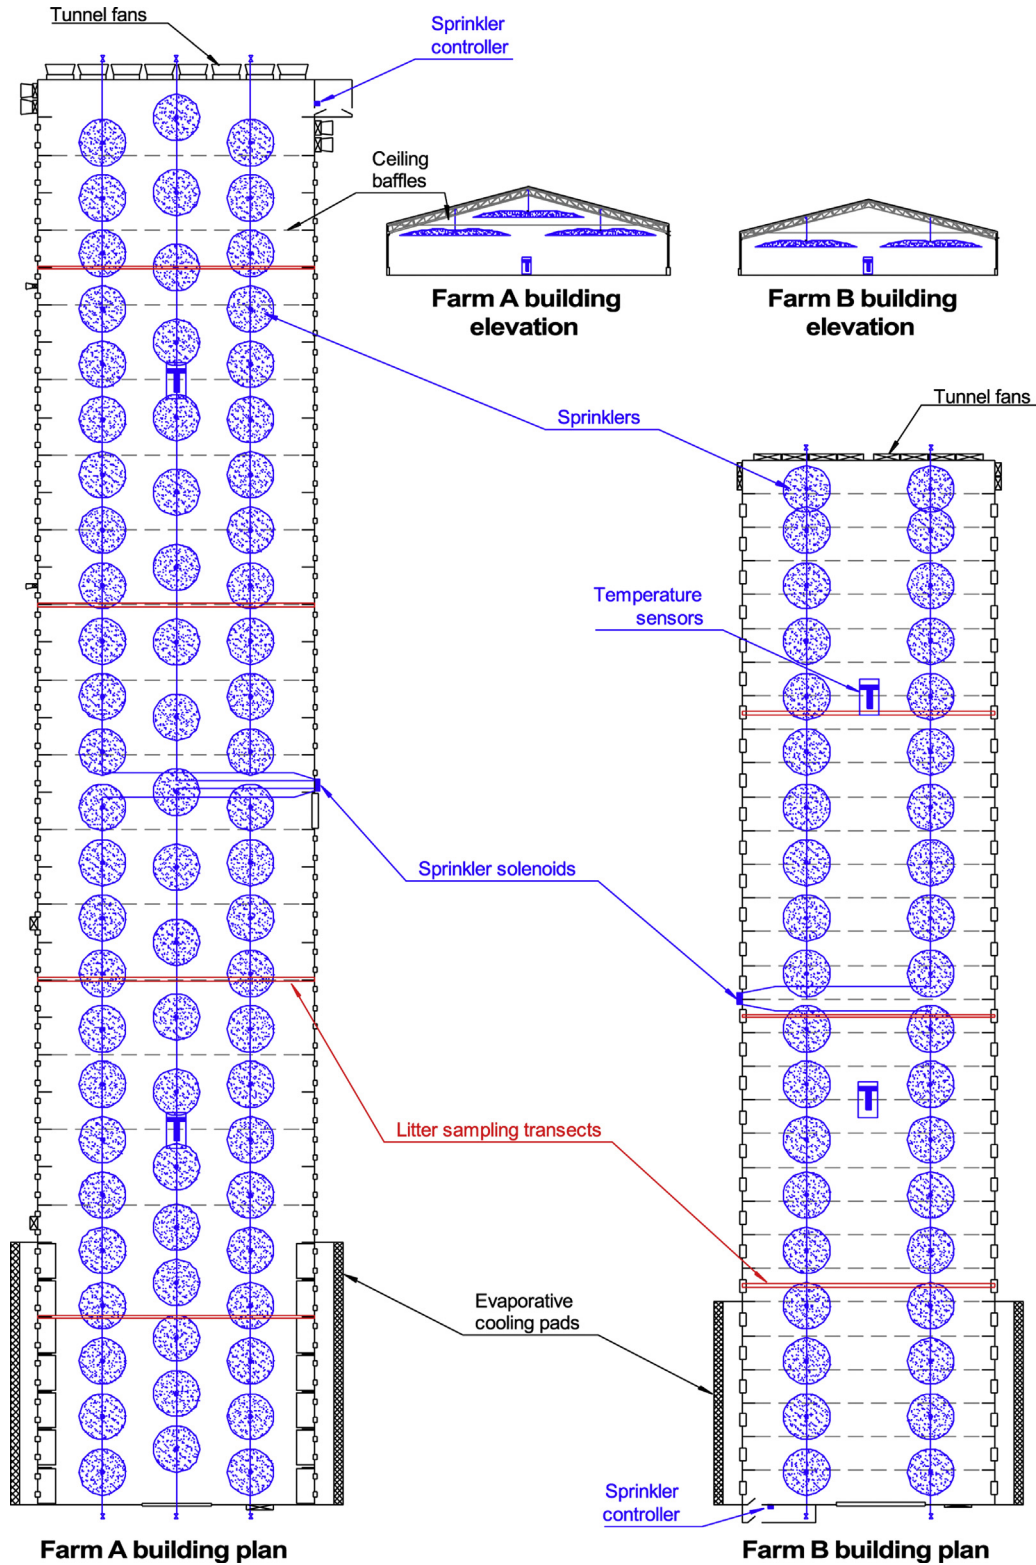 Tunnel fans
Sprinkler
controller
Ceiling
baffles
Farm A building
elevation
Farm B building
elevation
Tunnel fans
Sprinklers
Temperature
sensors
Sprinkler solenoids
Litter sampling transects
Evaporative
cooling pads
Sprinkler
controller
Farm A building plan
Farm B building plan
T
T
T
T
T
T